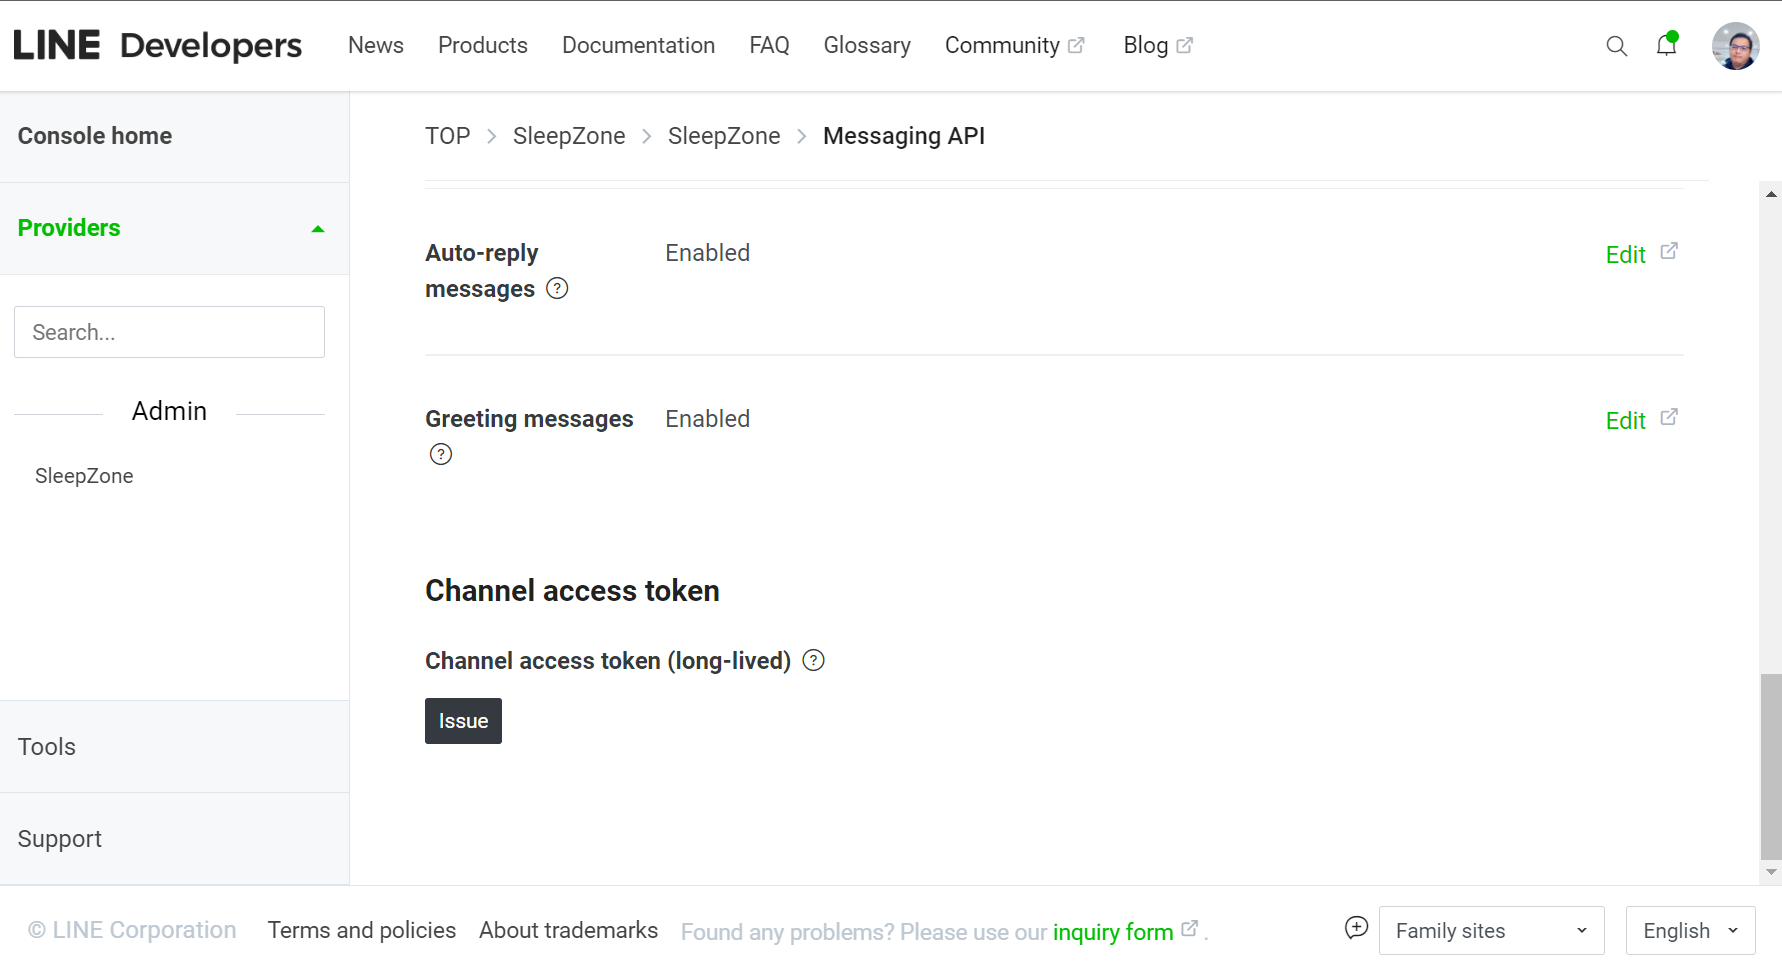 LINE Developers News Products Documentation FAQ Glossary Community Blog
Console home
TOP SleepZone SleepZone Messaging API
Providers
Auto-reply messages Enabled Edit
Search...
Admin
Greeting messages Enabled Edit
SleepZone
Channel access token
Channel access token (long-lived)
Issue
Tools
Support
© LINE Corporation Terms and policies About trademarks Found any problems? Please use our inquiry form . Family sites English